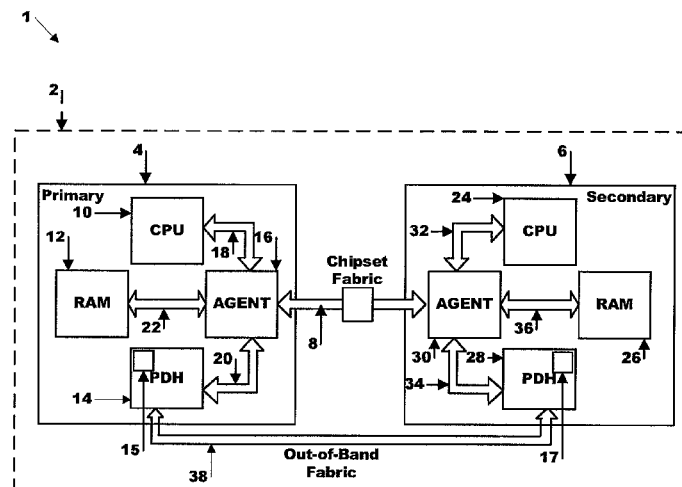 1
2
4
6
Primary
Secondary
10
CPU
24
CPU
12
18
16
32
Chipset
Fabric
RAM
AGENT
AGENT
RAM
22
8
36
20
30
28
26
PDH
PDH
14
34
15
17
Out-of-Band
Fabric
38